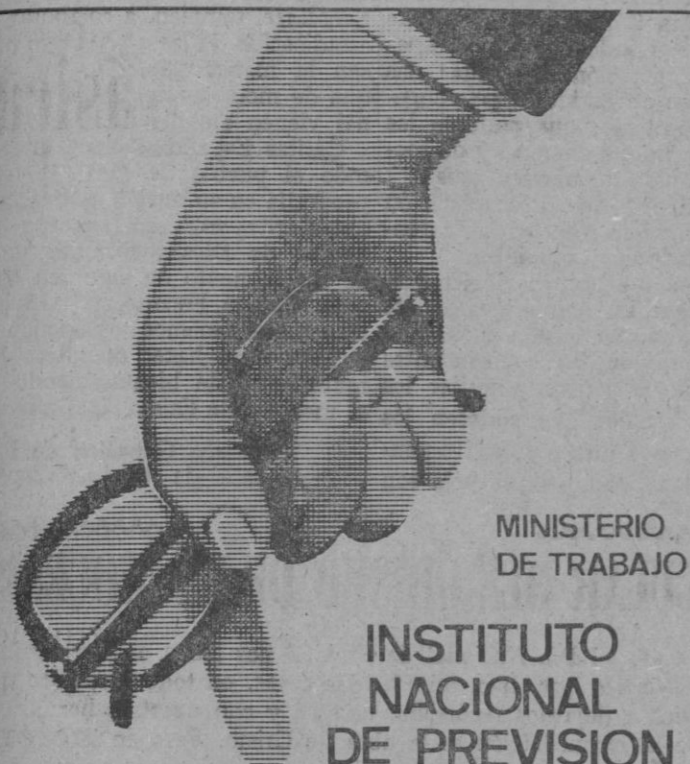 MINISTERIO
DE TRABAJO
INSTITUTO
NACIONAL
DE PREVISION